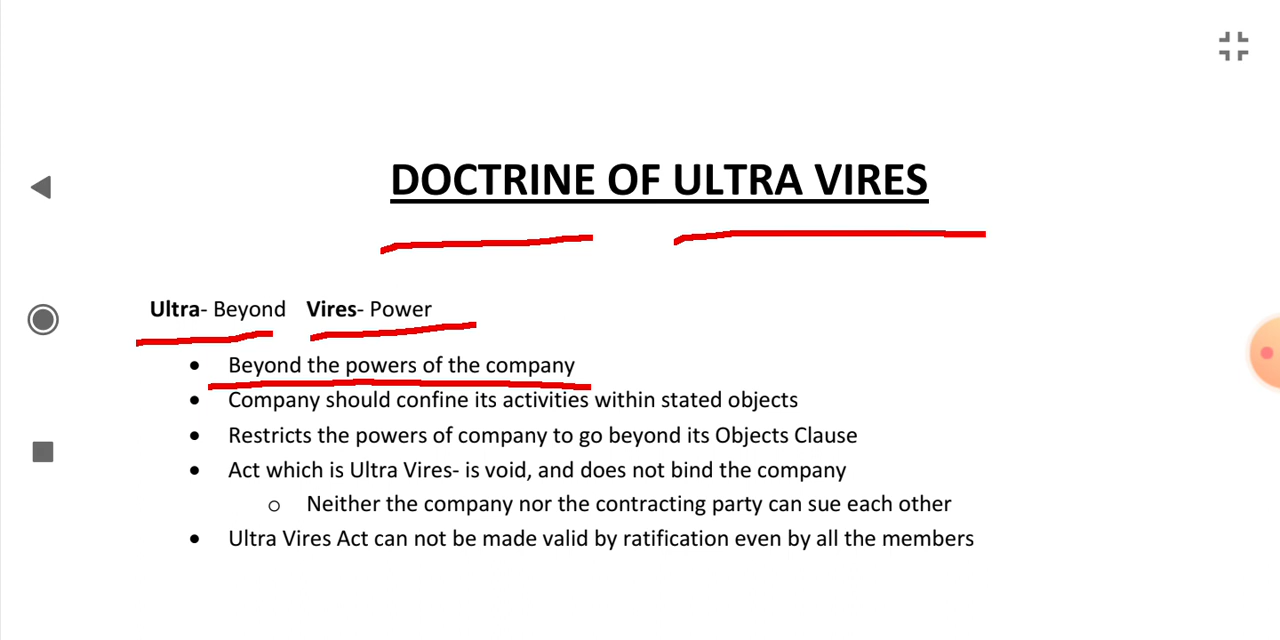 DOCTRINE OF ULTRA VIRES
Ultra- Beyond Vires- Power
• Beyond the powers of the company
• Company should confine its activities within stated objects
• Restricts the powers of company to go beyond its Objects Clause
• Act which is Ultra Vires- is void, and does not bind the company
o Neither the company nor the contracting party can sue each other
• Ultra Vires Act can not be made valid by ratification even by all the members